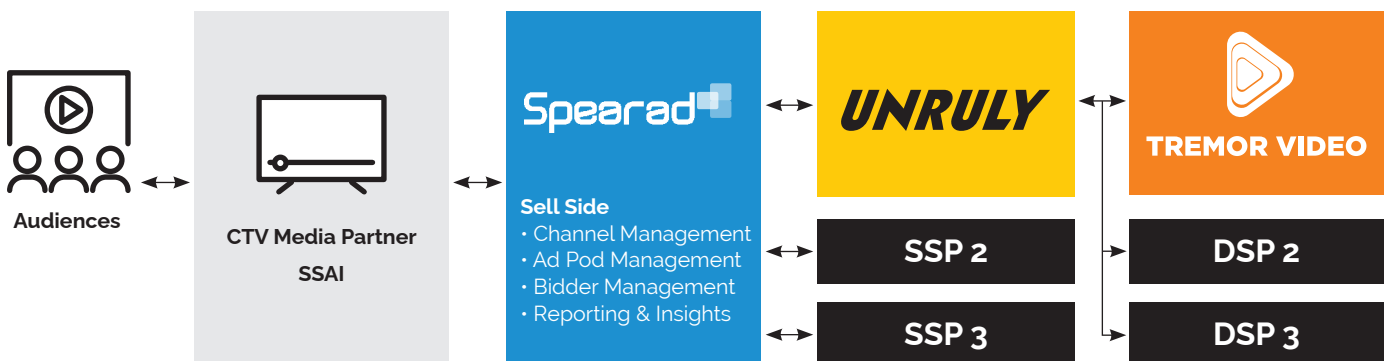 Audiences
CTV Media Partner
SSAI
Spearad
Sell Side
• Channel Management
• Ad Pod Management
• Bidder Management
• Reporting & Insights
UNRULY
SSP 2
SSP 3
TREMOR VIDEO
DSP 2
DSP 3